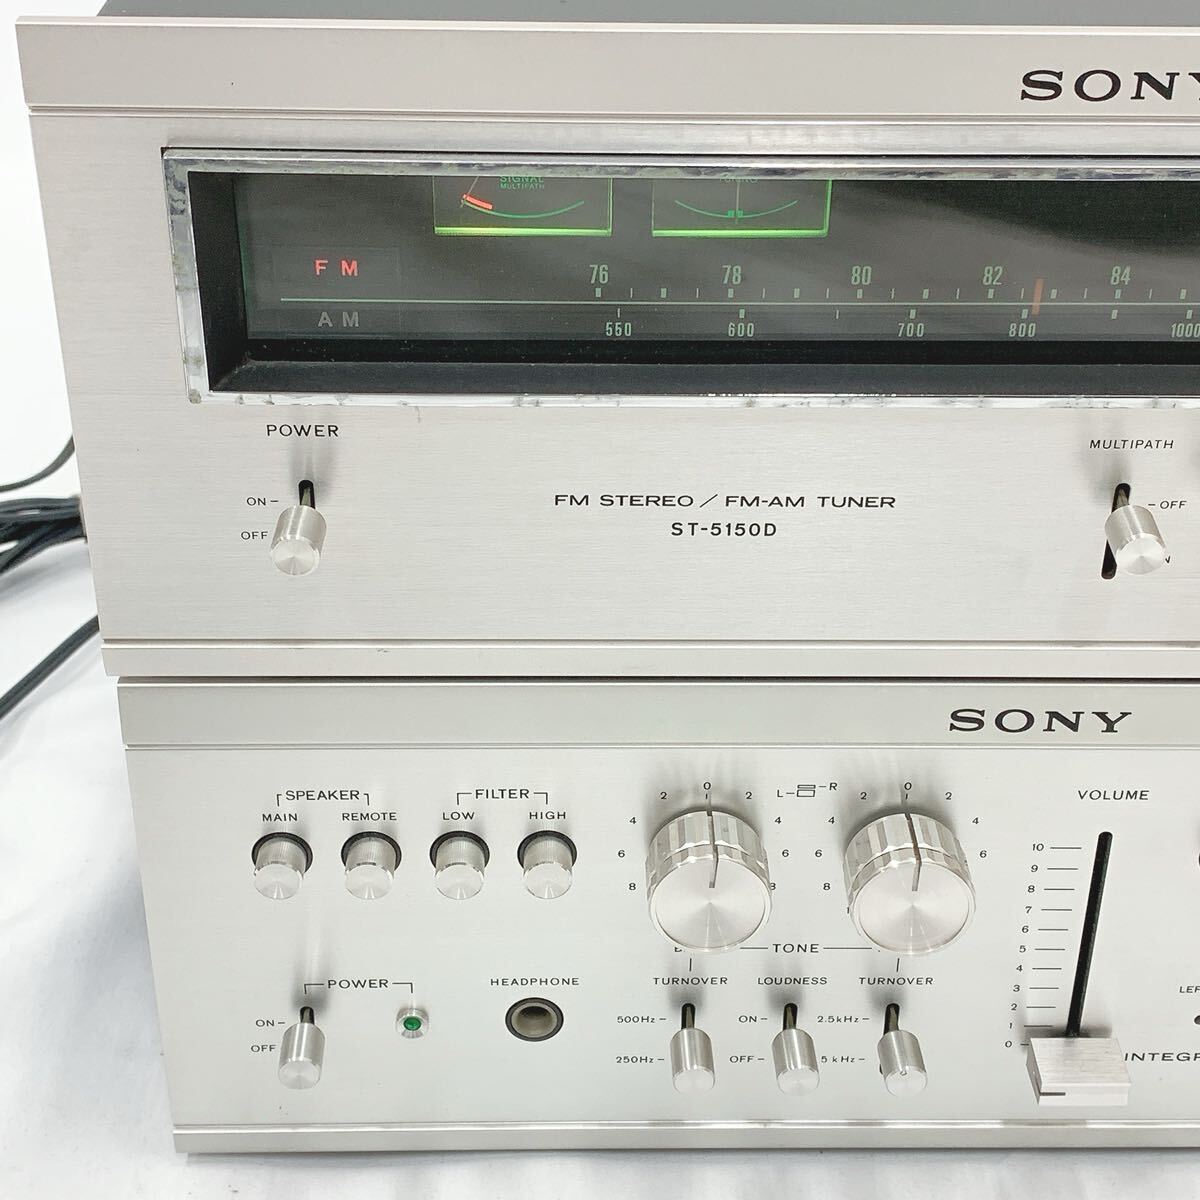 SONY
SIGNAL
MULTIPATH
TUNING
FM
76 78 80 82 84
AM
550 600 700 800 1000
POWER
ON
OFF
FM STEREO / FM-AM TUNER
ST-5150D
MULTIPATH
OFF
SONY
SPEAKER
MAIN REMOTE
FILTER
LOW HIGH
2 0 2
4 4
6 6
8 8
L R
2 0 2
4 4
6 6
8
TONE
VOLUME
10
9
8
7
6
5
4
3
2
1
0
POWER
ON
OFF
HEADPHONE
TURNOVER
500Hz
250Hz
LOUDNESS
ON
OFF
TURNOVER
2.5kHz
5kHz